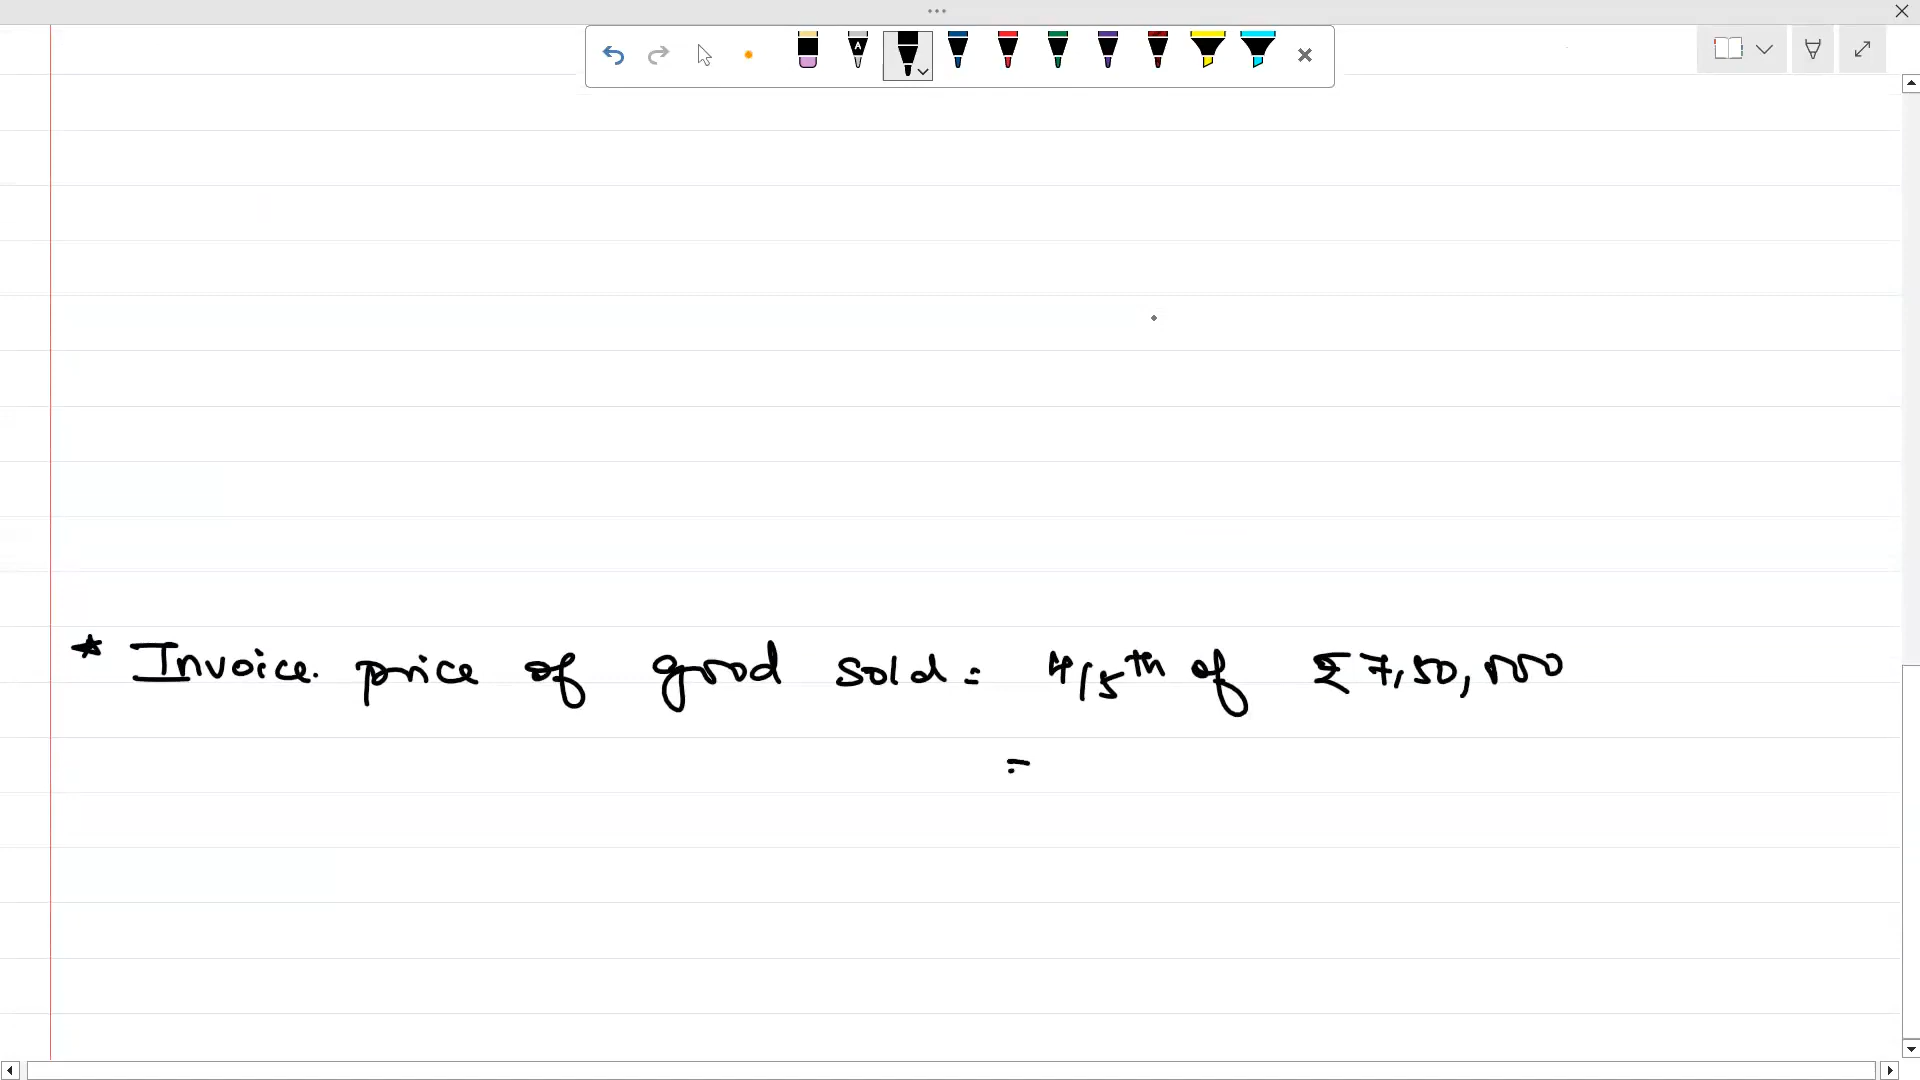 * Invoice. price of good sold = 4/5th of ₹7,50,000
=